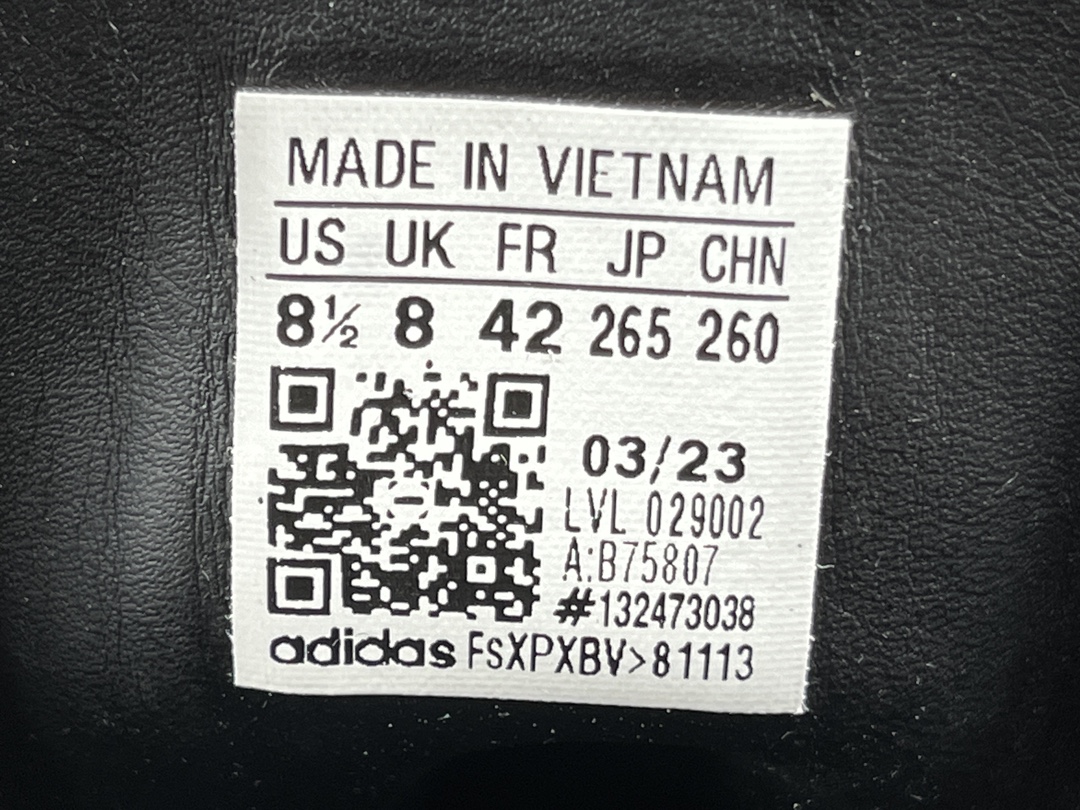 MADE IN VIETNAM
US UK FR JP CHN
8½ 8 42 265 260
03/23
LVL 029002
A:B75807
#132473038
adidas FsXPXBV>81113